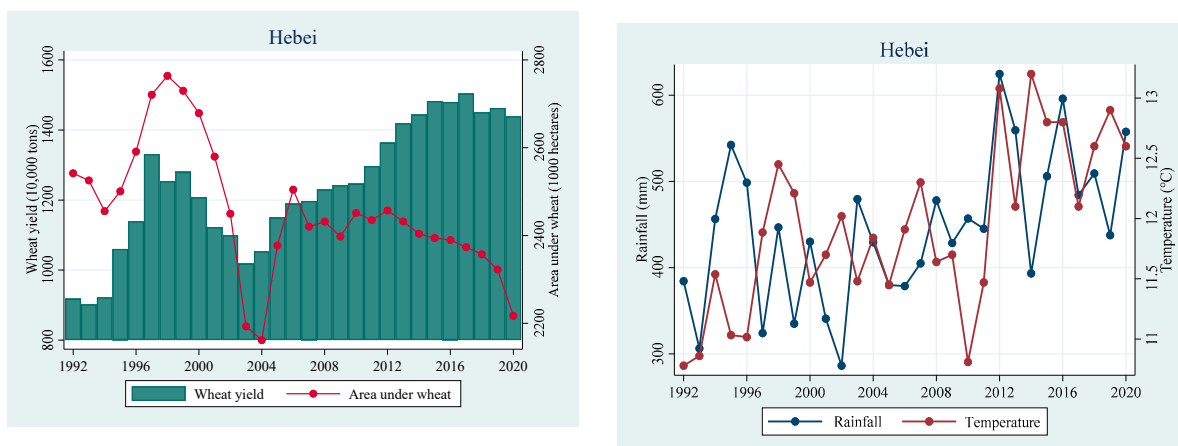 Hebei
Wheat yield (10,000 tons)
800 1000 1200 1400 1600
Area under wheat (1000 hectares)
2200 2400 2600 2800
1992 1996 2000 2004 2008 2012 2016 2020
Wheat yield Area under wheat
Hebei
Rainfall (mm)
300 400 500 600
Temperature (°C)
11 11.5 12 12.5 13
1992 1996 2000 2004 2008 2012 2016 2020
Rainfall Temperature